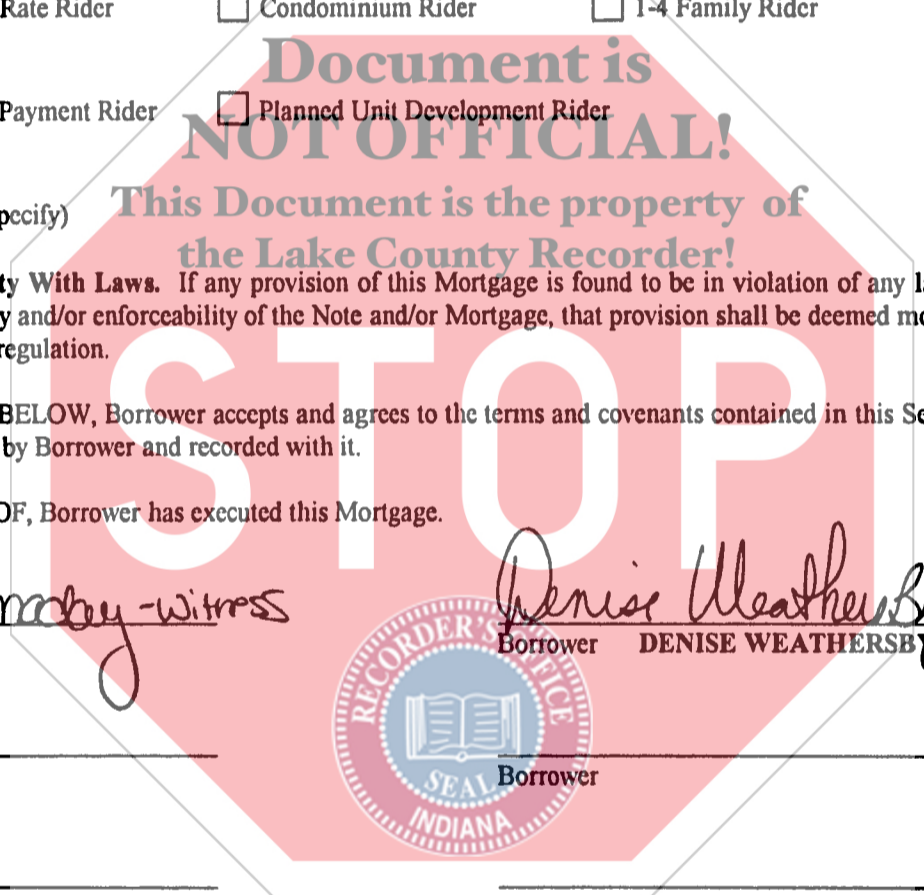 Rate Rider ☐ Condominium Rider ☐ 1-4 Family Rider
Document is
Payment Rider ☐ Planned Unit Development Rider
NOT OFFICIAL!
This Document is the property of
pecify)
the Lake County Recorder!
ty With Laws. If any provision of this Mortgage is found to be in violation of any l
y and/or enforceability of the Note and/or Mortgage, that provision shall be deemed mo
regulation.
STOP
BELOW, Borrower accepts and agrees to the terms and covenants contained in this Se
by Borrower and recorded with it.
OF, Borrower has executed this Mortgage.
-witness Denise Weathersb
Borrower DENISE WEATHERSBY
RECORDER'S OFFICE
SEAL
Borrower
INDIANA